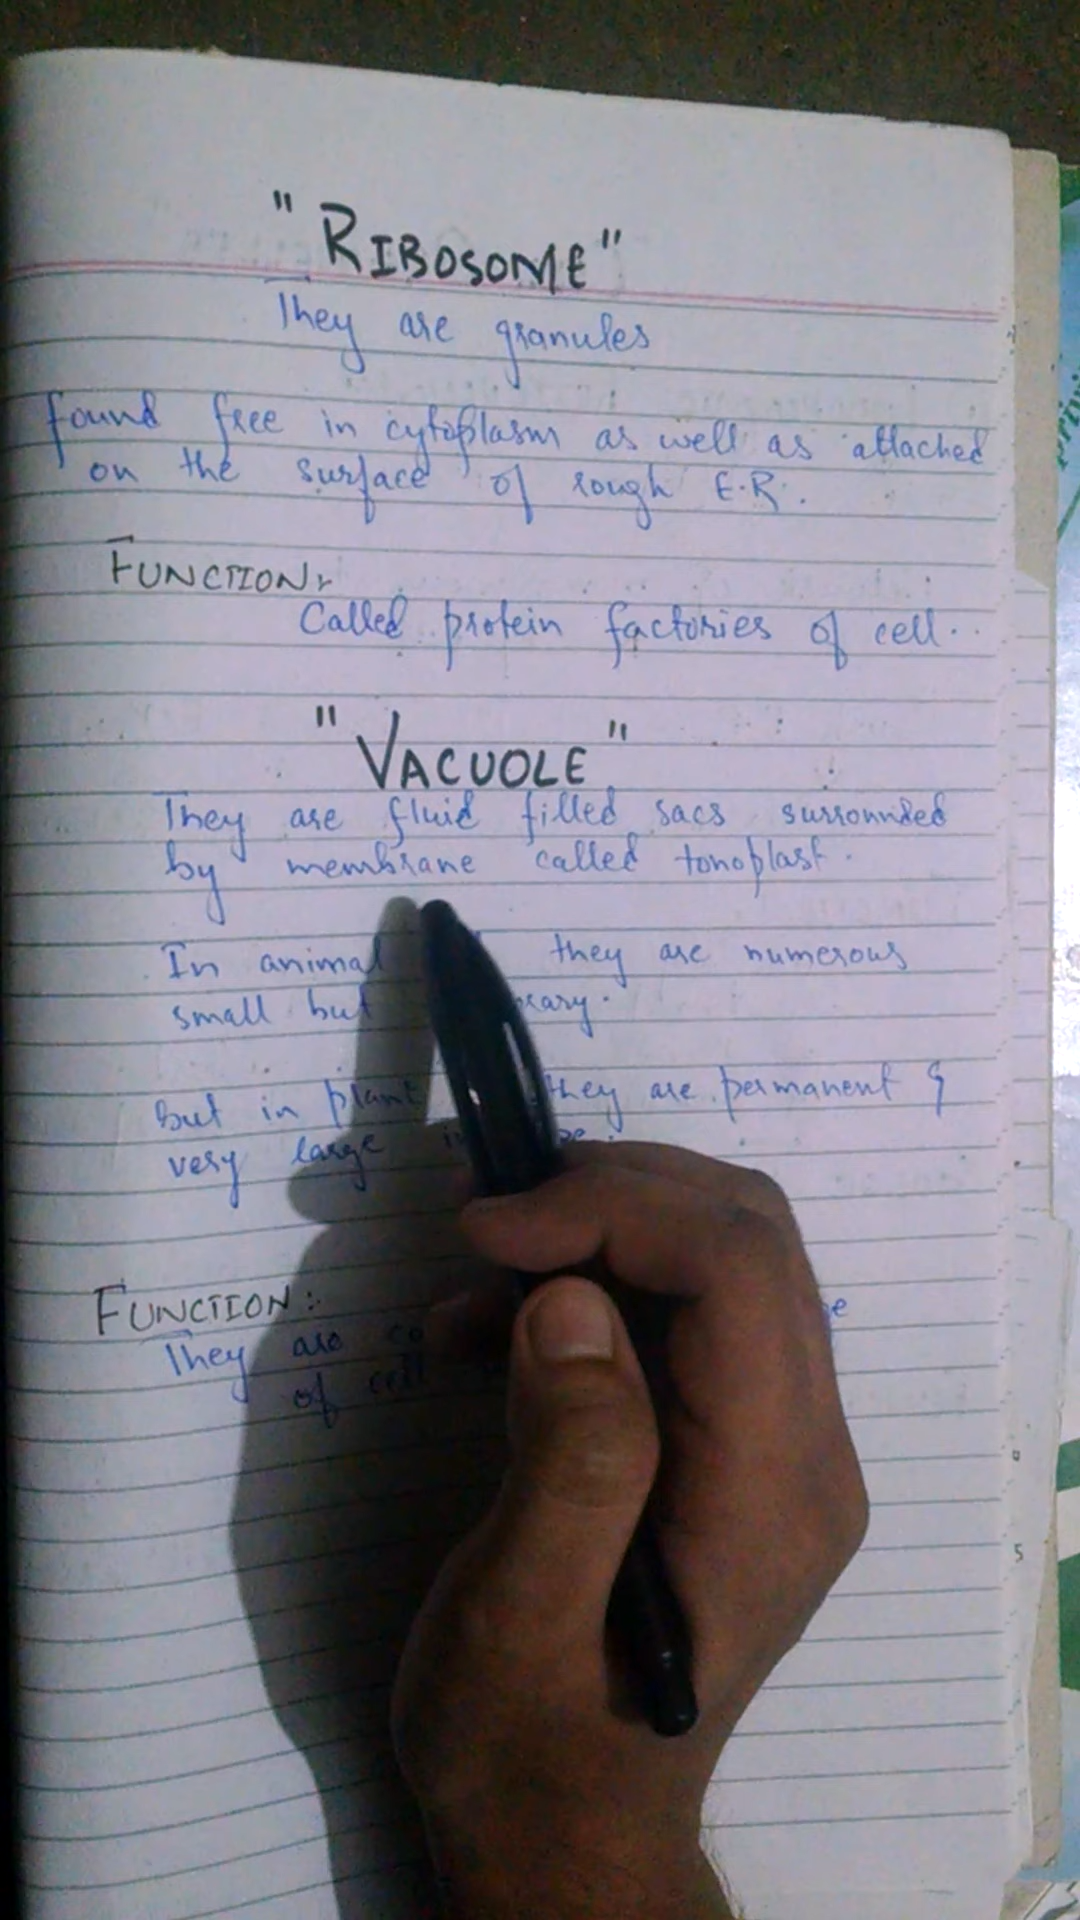 "RIBOSOME"
They are granules
found free in cytoplasm as well as attached
on the surface of rough E.R.
FUNCTION:
Called protein factories of cell..
"VACUOLE"
They are fluid filled sacs surrounded
by membrane called tonoplast.
In animal they are numerous
small but
but in plant they are permanent &
very large
FUNCTION:
They are
of cell